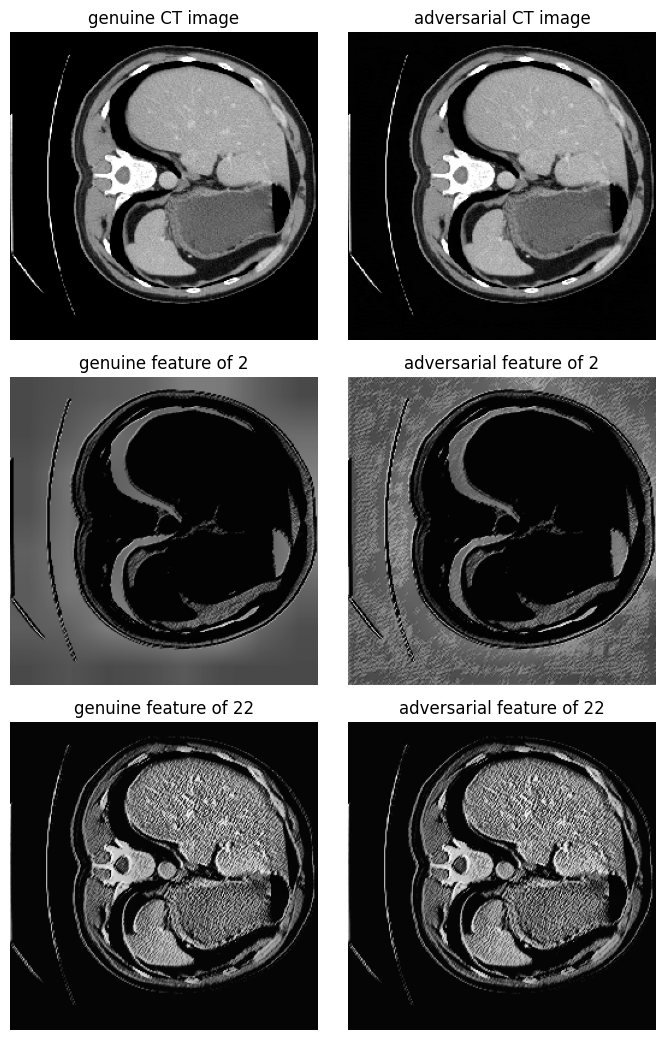 genuine CT image
adversarial CT image
genuine feature of 2
adversarial feature of 2
genuine feature of 22
adversarial feature of 22